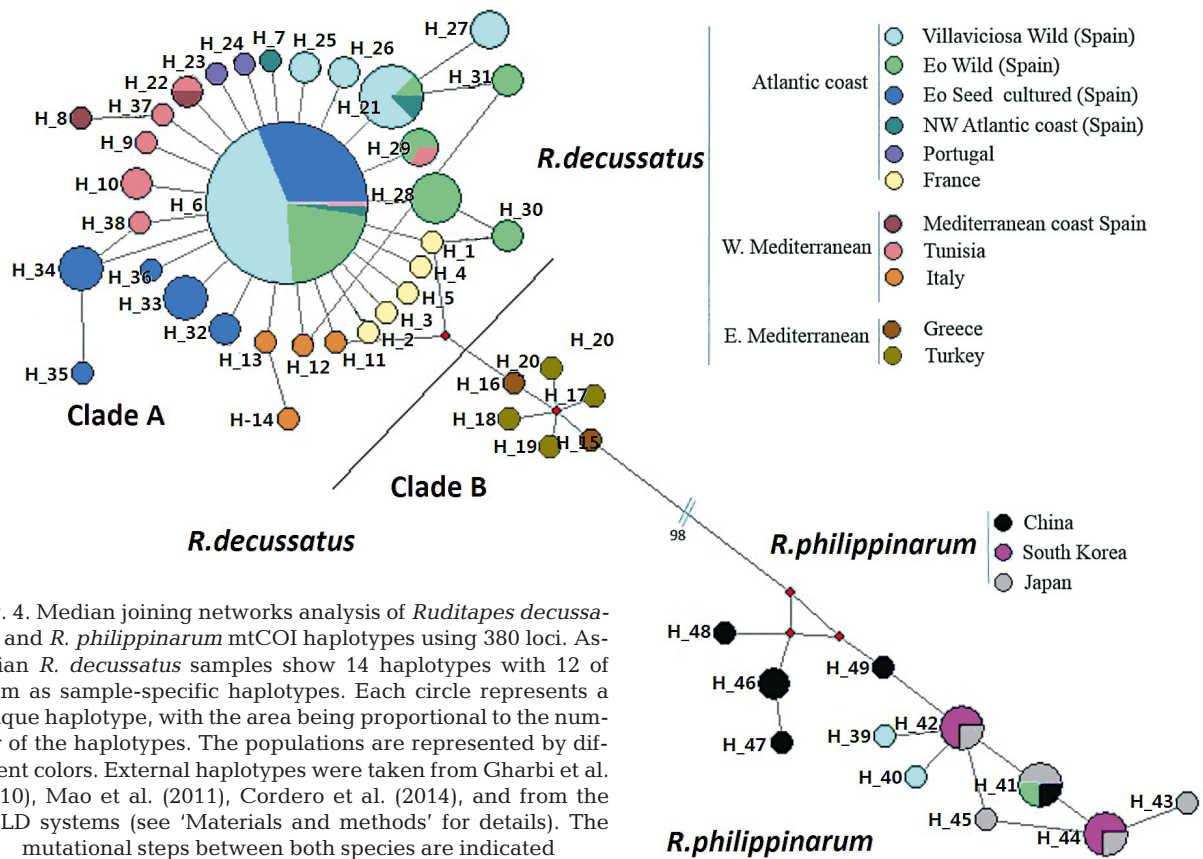 H_27
H_7
H_24
H_25
H_26
H_23
H_22
H_31
H_21
H_37
H_8
H_9
H_29
H_10
H_28
H_6
H_30
H_38
H_1
H_34
H_36
H_4
H_33
H_5
H_3
H_32
H_2
H_13
H_12
H_11
H_35
H-14
Clade A
R.decussatus
Atlantic coast
Villaviciosa Wild (Spain)
Eo Wild (Spain)
Eo Seed cultured (Spain)
NW Atlantic coast (Spain)
Portugal
France
W. Mediterranean
Mediterranean coast Spain
Tunisia
Italy
E. Mediterranean
Greece
Turkey
H_20
H_20
H_16
H_17
H_18
H_19
H_15
Clade B
R.decussatus
98
R.philippinarum
China
South Korea
Japan
H_48
H_49
H_46
H_42
H_39
H_47
H_40
H_41
H_43
H_45
H_44
R.philippinarum
. 4. Median joining networks analysis of Ruditapes decussa-
and R. philippinarum mtCOI haplotypes using 380 loci. As-
ian R. decussatus samples show 14 haplotypes with 12 of
m as sample-specific haplotypes. Each circle represents a
que haplotype, with the area being proportional to the num-
r of the haplotypes. The populations are represented by dif-
ent colors. External haplotypes were taken from Gharbi et al.
10), Mao et al. (2011), Cordero et al. (2014), and from the
LD systems (see 'Materials and methods' for details). The
mutational steps between both species are indicated